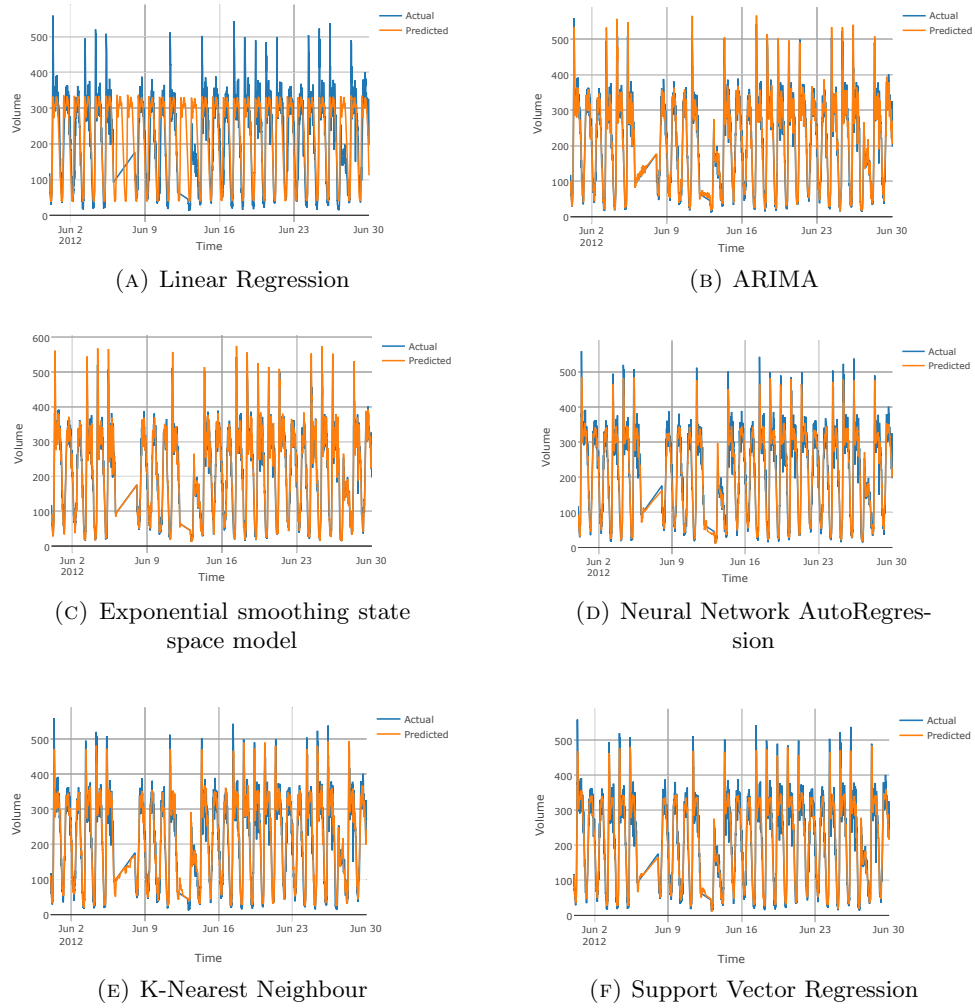 Actual
Predicted
500
400
300
200
100
0
Volume
Jun 2
2012
Jun 9
Jun 16
Jun 23
Jun 30
Time
(A) Linear Regression
Actual
Predicted
500
400
300
200
100
0
Volume
Jun 2
2012
Jun 9
Jun 16
Jun 23
Jun 30
Time
(B) ARIMA
Actual
Predicted
600
500
400
300
200
100
0
Volume
Jun 2
2012
Jun 9
Jun 16
Jun 23
Jun 30
Time
(C) Exponential smoothing state
space model
Actual
Predicted
500
400
300
200
100
0
Volume
Jun 2
2012
Jun 9
Jun 16
Jun 23
Jun 30
Time
(D) Neural Network AutoRegres-
sion
Actual
Predicted
500
400
300
200
100
0
Volume
Jun 2
2012
Jun 9
Jun 16
Jun 23
Jun 30
Time
(E) K-Nearest Neighbour
Actual
Predicted
500
400
300
200
100
0
Volume
Jun 2
2012
Jun 9
Jun 16
Jun 23
Jun 30
Time
(F) Support Vector Regression